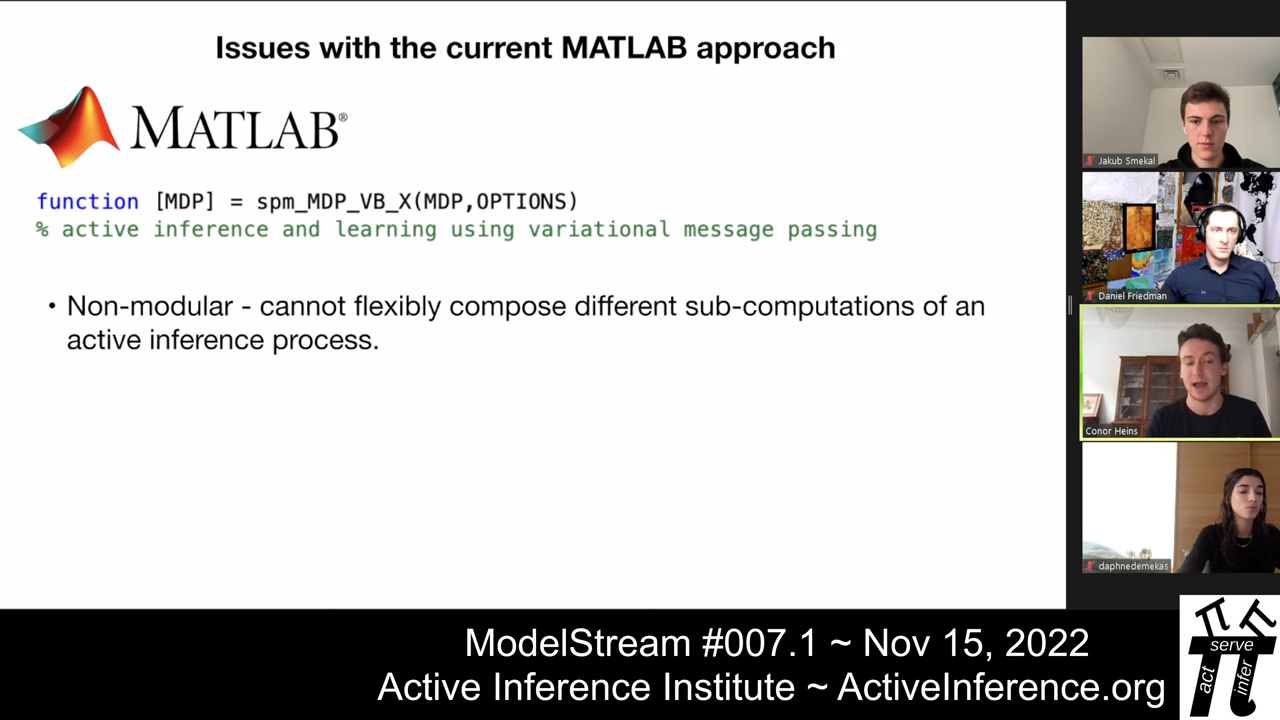 Issues with the current MATLAB approach
MATLAB®
function [MDP] = spm_MDP_VB_X(MDP,OPTIONS)
% active inference and learning using variational message passing
• Non-modular - cannot flexibly compose different sub-computations of an
active inference process.
Jakub Smekal
Daniel Friedman
Conor Heins
daphnedemekas
ModelStream #007.1 ~ Nov 15, 2022
Active Inference Institute ~ ActiveInference.org
π π
serve
act
infer